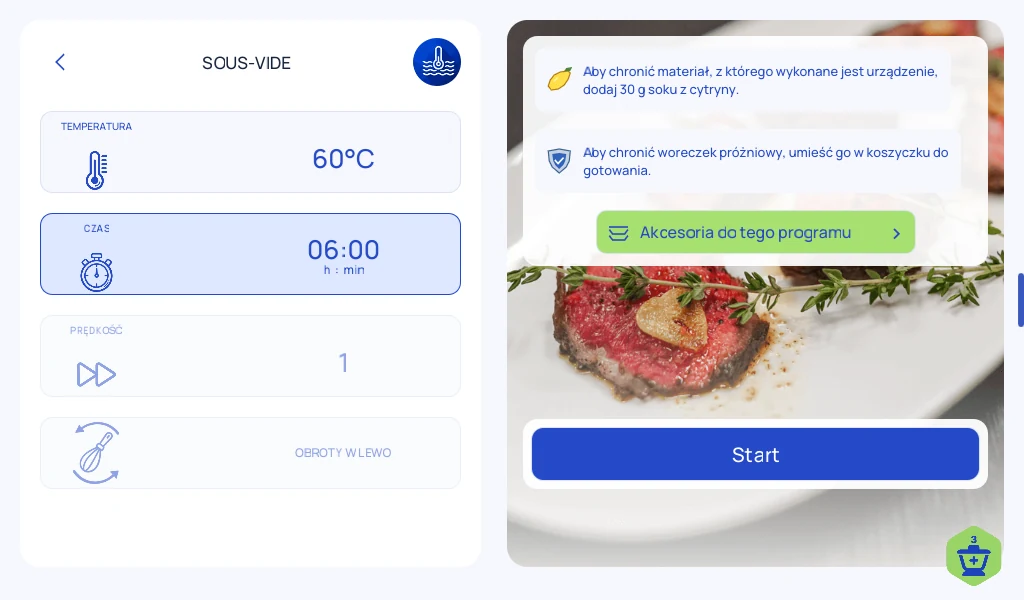 SOUS-VIDE
TEMPERATURA
60°C
CZAS
06:00
h : min
PRĘDKOŚĆ
1
OBROTY W LEWO
Aby chronić materiał, z którego wykonane jest urządzenie,
dodaj 30 g soku z cytryny.
Aby chronić woreczek próżniowy, umieść go w koszyczku do
gotowania.
Akcesoria do tego programu
Start
3